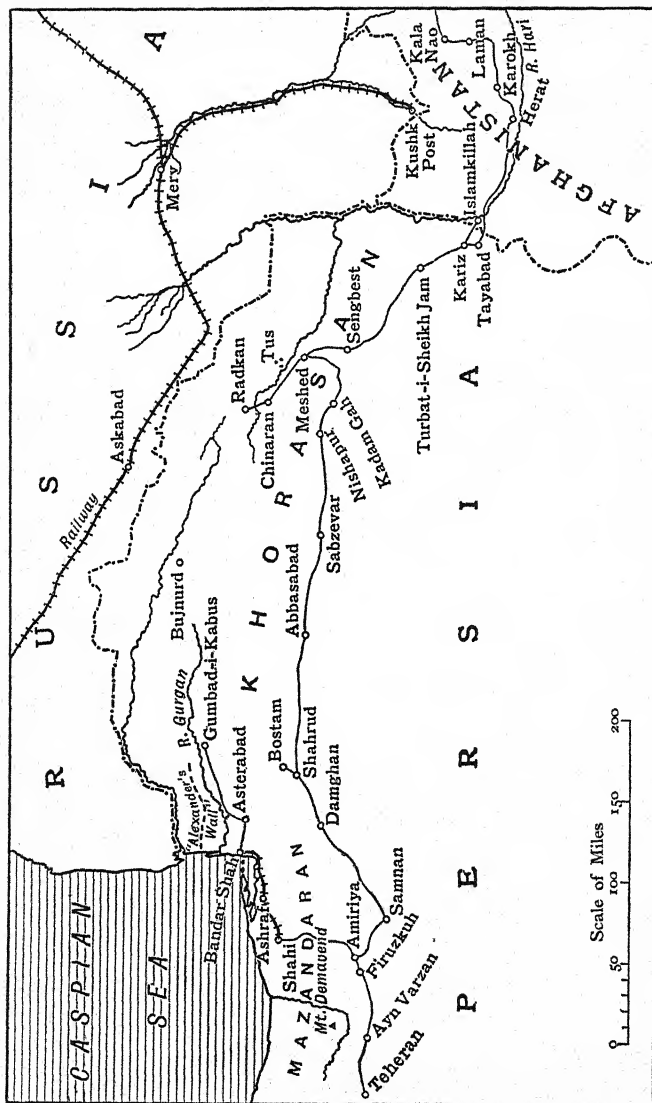 RUSSIA
CASPIAN
SEA
Railway
Askabad
Merv
Kushk
Post
Kala
Nao
Laman
Karokh
R. Hari
Herat
AFGHANISTAN
Islamkillah
Kariz
Tayabad
Turbat-i-Sheikh Jam
Sengbest
Meshed
Tus
Radkan
Chinaran
Kadam Gah
Nishapur
Sabzevar
Abbasabad
KHORASAN
Bujnurd
Gumbad-i-Kabus
R. Gurgan
"Alexander's
Wall"
Asterabad
Bandar Shah
Ashraf
Shahi
MAZANDARAN
Mt. Demavend
Bostam
Shahrud
Damghan
Samnan
Amiriya
Firuzkuh
Ayn Varzan
Teheran
PERSIA
Scale of Miles
0 50 100 150 200